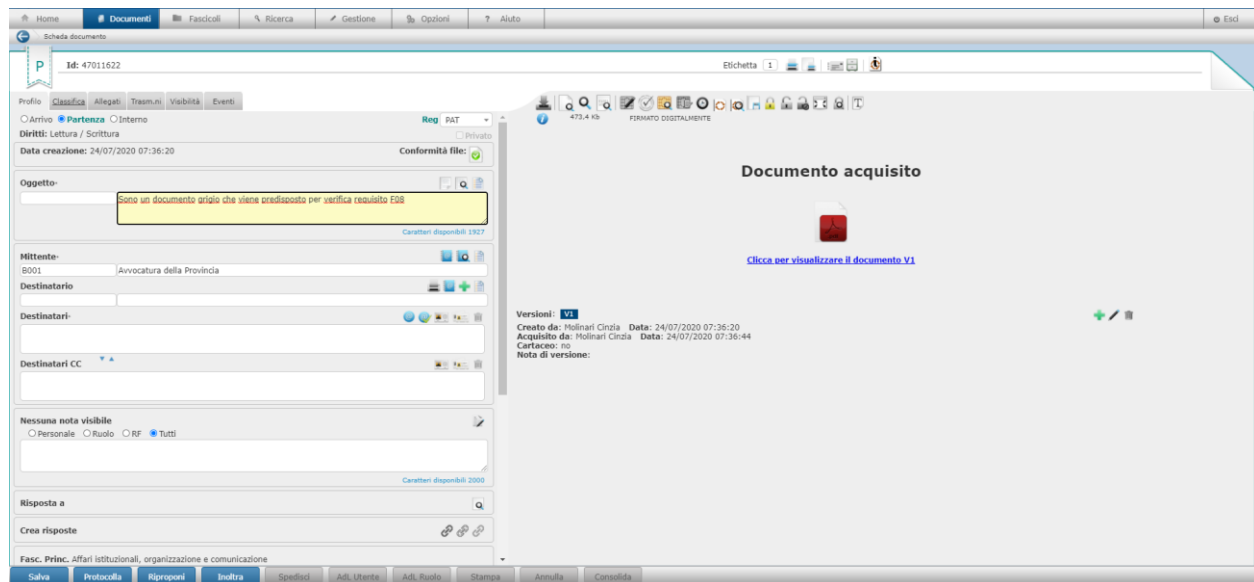 Home Documenti Fascicoli Ricerca Gestione Opzioni ? Aiuto Esci
Scheda documento
P Id: 47011622 Etichetta 1
Profilo Classifica Allegati Trasm.ni Visibilità Eventi
Arrivo Partenza Interno Reg PAT
473,4 Kb FIRMATO DIGITALMENTE
Diritti: Lettura / Scrittura Privato
Data creazione: 24/07/2020 07:36:20 Conformità file:
Documento acquisito
Oggetto*
Sono un documento grigio che viene predisposto per verifica requisito F08
Caratteri disponibili 1927
Clicca per visualizzare il documento V1
Mittente*
B001 Avvocatura della Provincia
Destinatario
Destinatari*
Destinatari CC
Versioni: V1
Creato da: Molinari Cinzia Data: 24/07/2020 07:36:20
Acquisito da: Molinari Cinzia Data: 24/07/2020 07:36:44
Cartaceo: no
Nota di versione:
Nessuna nota visibile
Personale Ruolo RF Tutti
Caratteri disponibili 2000
Risposta a
Crea risposte
Fasc. Princ. Affari istituzionali, organizzazione e comunicazione
Salva Protocolla Riproponi Inoltra Spedisci AdL Utente AdL Ruolo Stampa Annulla Consolida